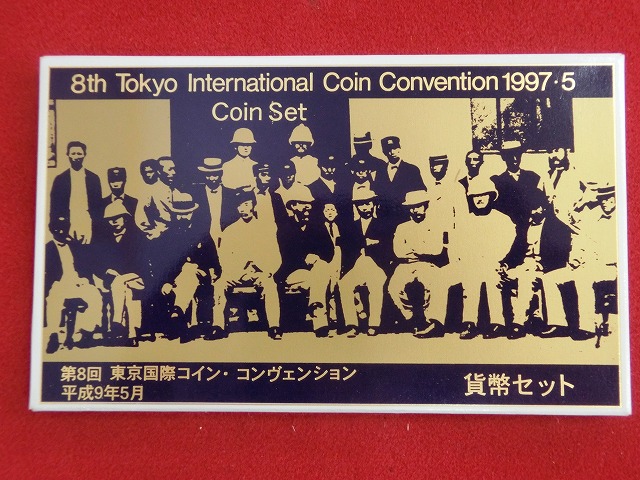 8th Tokyo International Coin Convention 1997・5
Coin Set
第8回 東京国際コイン・コンヴェンション
平成9年5月
貨幣セット